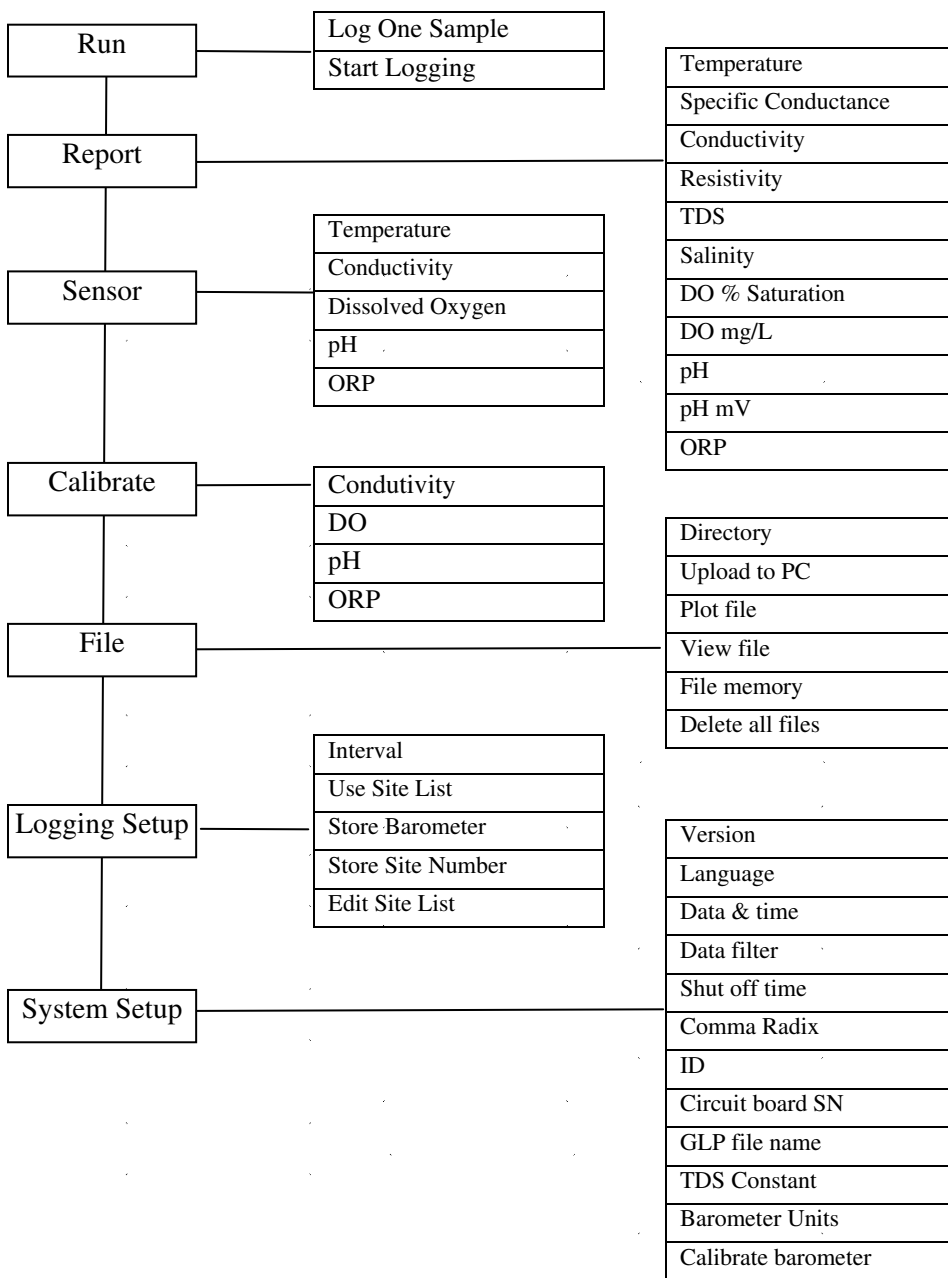 Run
Log One Sample
Start Logging
Report
Temperature
Specific Conductance
Conductivity
Resistivity
TDS
Salinity
DO % Saturation
DO mg/L
pH
pH mV
ORP
Sensor
Temperature
Conductivity
Dissolved Oxygen
pH
ORP
Calibrate
Condutivity
DO
pH
ORP
File
Directory
Upload to PC
Plot file
View file
File memory
Delete all files
Logging Setup
Interval
Use Site List
Store Barometer
Store Site Number
Edit Site List
System Setup
Version
Language
Data & time
Data filter
Shut off time
Comma Radix
ID
Circuit board SN
GLP file name
TDS Constant
Barometer Units
Calibrate barometer